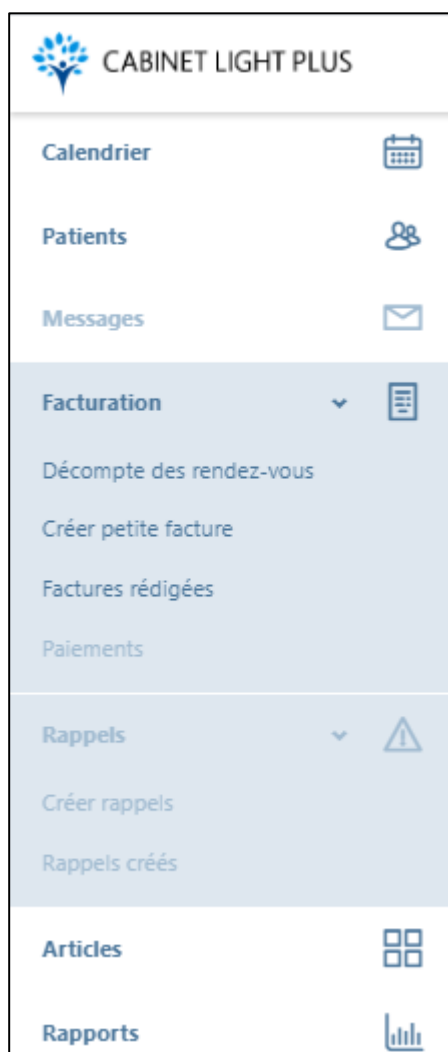 CABINET LIGHT PLUS
Calendrier
Patients
Messages
Facturation
Décompte des rendez-vous
Créer petite facture
Factures rédigées
Paiements
Rappels
Créer rappels
Rappels créés
Articles
Rapports